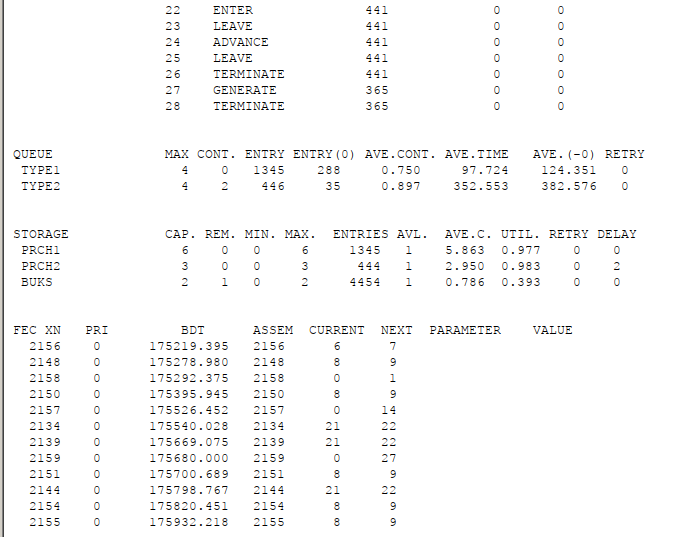 22 ENTER 441 0 0
23 LEAVE 441 0 0
24 ADVANCE 441 0 0
25 LEAVE 441 0 0
26 TERMINATE 441 0 0
27 GENERATE 365 0 0
28 TERMINATE 365 0 0
QUEUE MAX CONT. ENTRY ENTRY(0) AVE.CONT. AVE.TIME AVE.(-0) RETRY
TYPE1 4 0 1345 288 0.750 97.724 124.351 0
TYPE2 4 2 446 35 0.897 352.553 382.576 0
STORAGE CAP. REM. MIN. MAX. ENTRIES AVL. AVE.C. UTIL. RETRY DELAY
PRCH1 6 0 0 6 1345 1 5.863 0.977 0 0
PRCH2 3 0 0 3 444 1 2.950 0.983 0 2
BUKS 2 1 0 2 4454 1 0.786 0.393 0 0
FEC XN PRI BDT ASSEM CURRENT NEXT PARAMETER VALUE
2156 0 175219.395 2156 6 7
2148 0 175278.980 2148 8 9
2158 0 175292.375 2158 0 1
2150 0 175395.945 2150 8 9
2157 0 175526.452 2157 0 14
2134 0 175540.028 2134 21 22
2139 0 175669.075 2139 21 22
2159 0 175680.000 2159 0 27
2151 0 175700.689 2151 8 9
2144 0 175798.767 2144 21 22
2154 0 175820.451 2154 8 9
2155 0 175932.218 2155 8 9